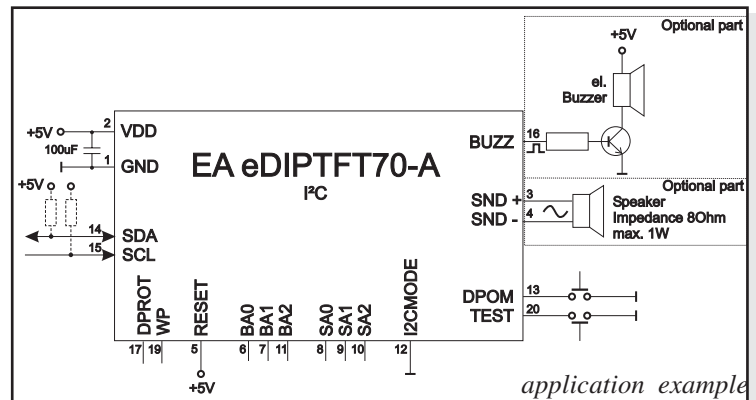 Optional part
+5V
el.
Buzzer
2
+5V
VDD
100uF
1
GND
EA eDIPTFT70-A
I²C
BUZZ
16
+5V
Optional part
SND +
3
SND -
4
Speaker
Impedance 8Ohm
max. 1W
14
SDA
15
SCL
DPROT
WP
RESET
BA0
BA1
BA2
SA0
SA1
SA2
I2CMODE
DPOM
13
TEST
20
17
19
5
6
7
11
8
9
10
12
+5V
application example